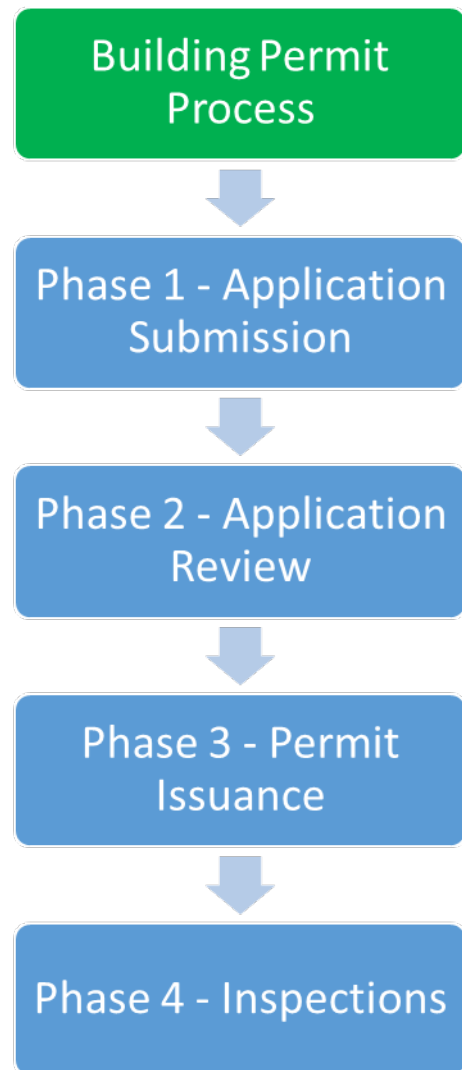 Building Permit
Process
Phase 1 - Application
Submission
Phase 2 - Application
Review
Phase 3 - Permit
Issuance
Phase 4 - Inspections